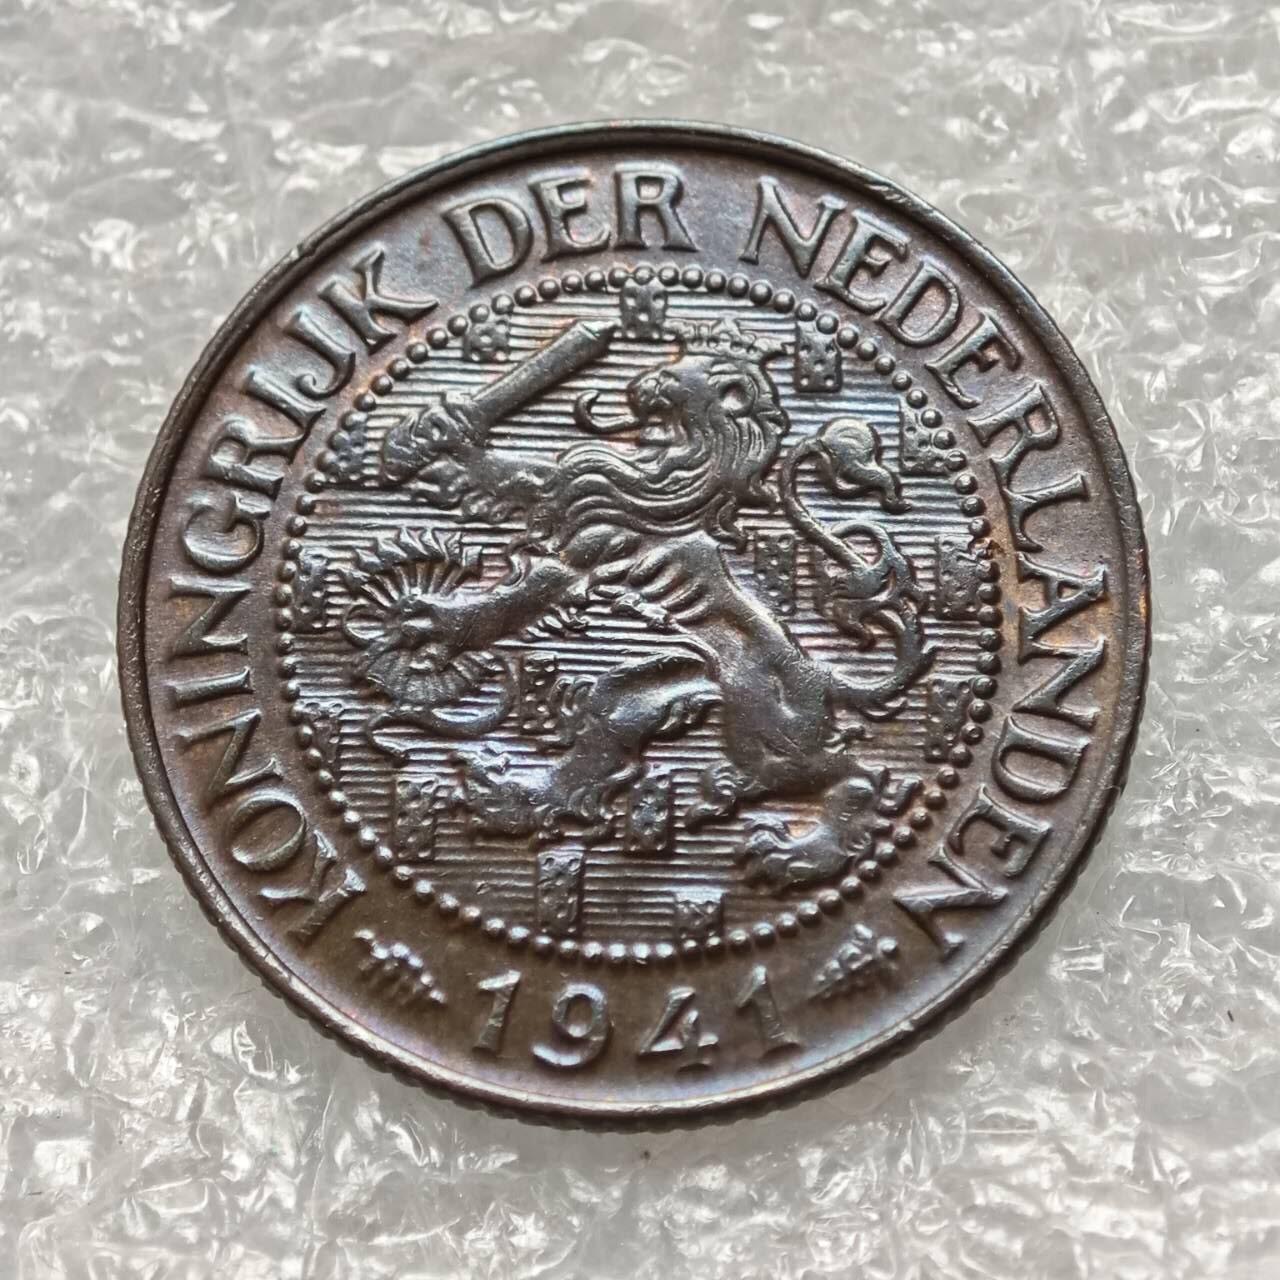 KONINGRIJK DER NEDERLANDEN
1941